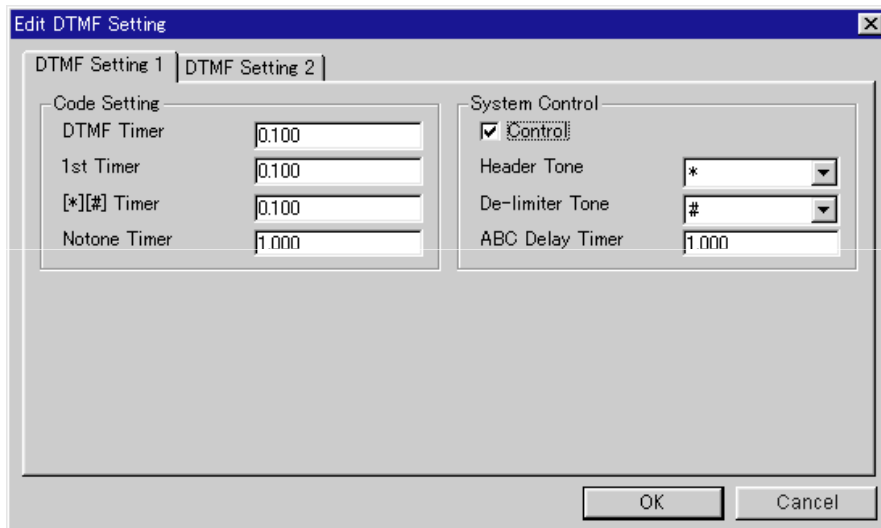 Edit DTMF Setting
DTMF Setting 1
DTMF Setting 2
Code Setting
DTMF Timer 0.100
1st Timer 0.100
[*][#] Timer 0.100
Notone Timer 1.000
System Control
Control
Header Tone *
De-limiter Tone #
ABC Delay Timer 1.000
OK
Cancel